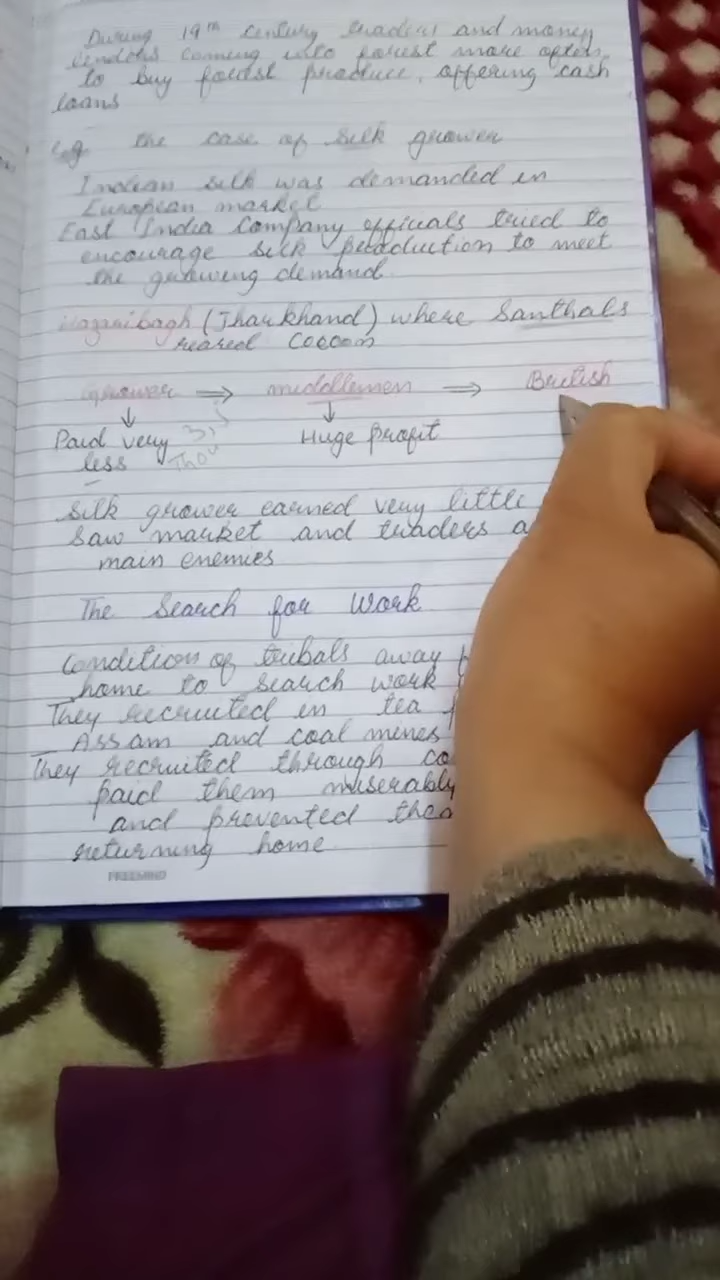 During 19th century traders and money
lendors coming into forest more often
to buy forest produce, offering cash
loans
e.g. the case of silk grower
Indian silk was demanded in
European market
East India Company officials tried to
encourage silk production to meet
the growing demand
Hazaribagh (Jharkhand) where Santhals
reared Cocoon
Grower ⇒ middlemen ⇒ British
↓ ↓
Paid very Huge profit
less
Silk grower earned very little
Saw market and traders
main enemies
The Search for Work
Condition of tribals away
home to search work
They recruited in tea
Assam and coal mines
They recruited through
paid them miserably
and prevented
returning home
FREEMIND